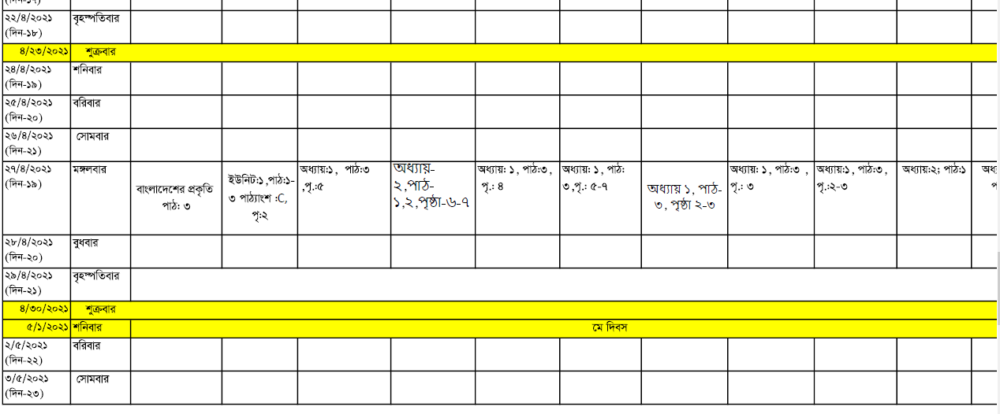 (দিন-১৭)
২২/৪/২০২১ বৃহস্পতিবার
(দিন-১৮)
৪/২৩/২০২১ শুক্রবার
২৪/৪/২০২১ শনিবার
(দিন-১৯)
২৫/৪/২০২১ বরিবার
(দিন-২০)
২৬/৪/২০২১ সোমবার
(দিন-২১)
২৭/৪/২০২১ মঙ্গলবার
(দিন-১৯)
বাংলাদেশের প্রকৃতি
পাঠ: ৩
ইউনিট:১,পাঠ:১-
৩ পাঠ্যাংশ :C,
পৃ:২
অধ্যায়:১, পাঠ:৩
,পৃ.:৫
অধ্যায়-
২,পাঠ-
১,২,পৃষ্ঠা-৬-৭
অধ্যায়: ১, পাঠ:৩,
পৃ.: ৪
অধ্যায়: ১, পাঠ:
৩,পৃ.: ৫-৭
অধ্যায় ১, পাঠ-
৩, পৃষ্ঠা ২-৩
অধ্যায়: ১, পাঠ:৩ ,
পৃ.: ৩
অধ্যায়:১, পাঠ:৩,
পৃ.:২-৩
অধ্যায়:২; পাঠ:১
২৮/৪/২০২১ বুধবার
(দিন-২০)
২৯/৪/২০২১ বৃহস্পতিবার
(দিন-২১)
৪/৩০/২০২১ শুক্রবার
৫/১/২০২১ শনিবার মে দিবস
২/৫/২০২১ বরিবার
(দিন-২২)
৩/৫/২০২১ সোমবার
(দিন-২৩)